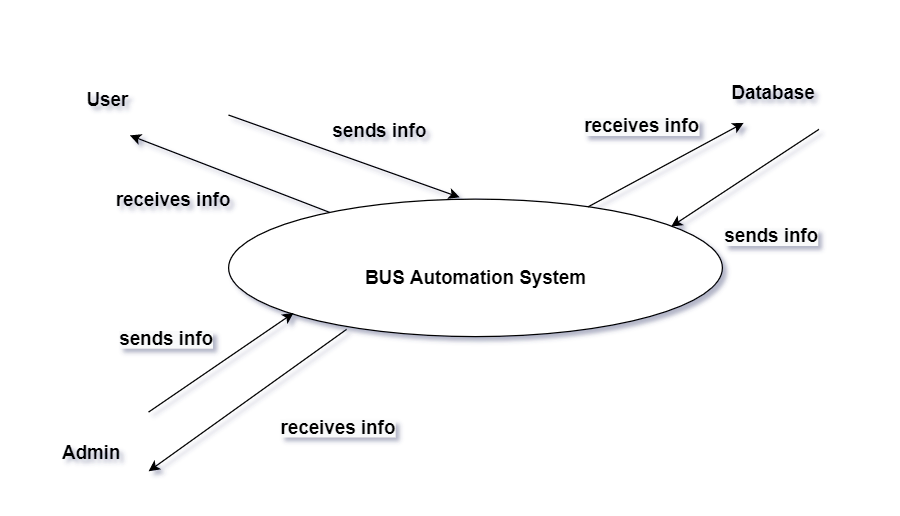 User
Database
sends info
receives info
receives info
sends info
BUS Automation System
sends info
receives info
Admin